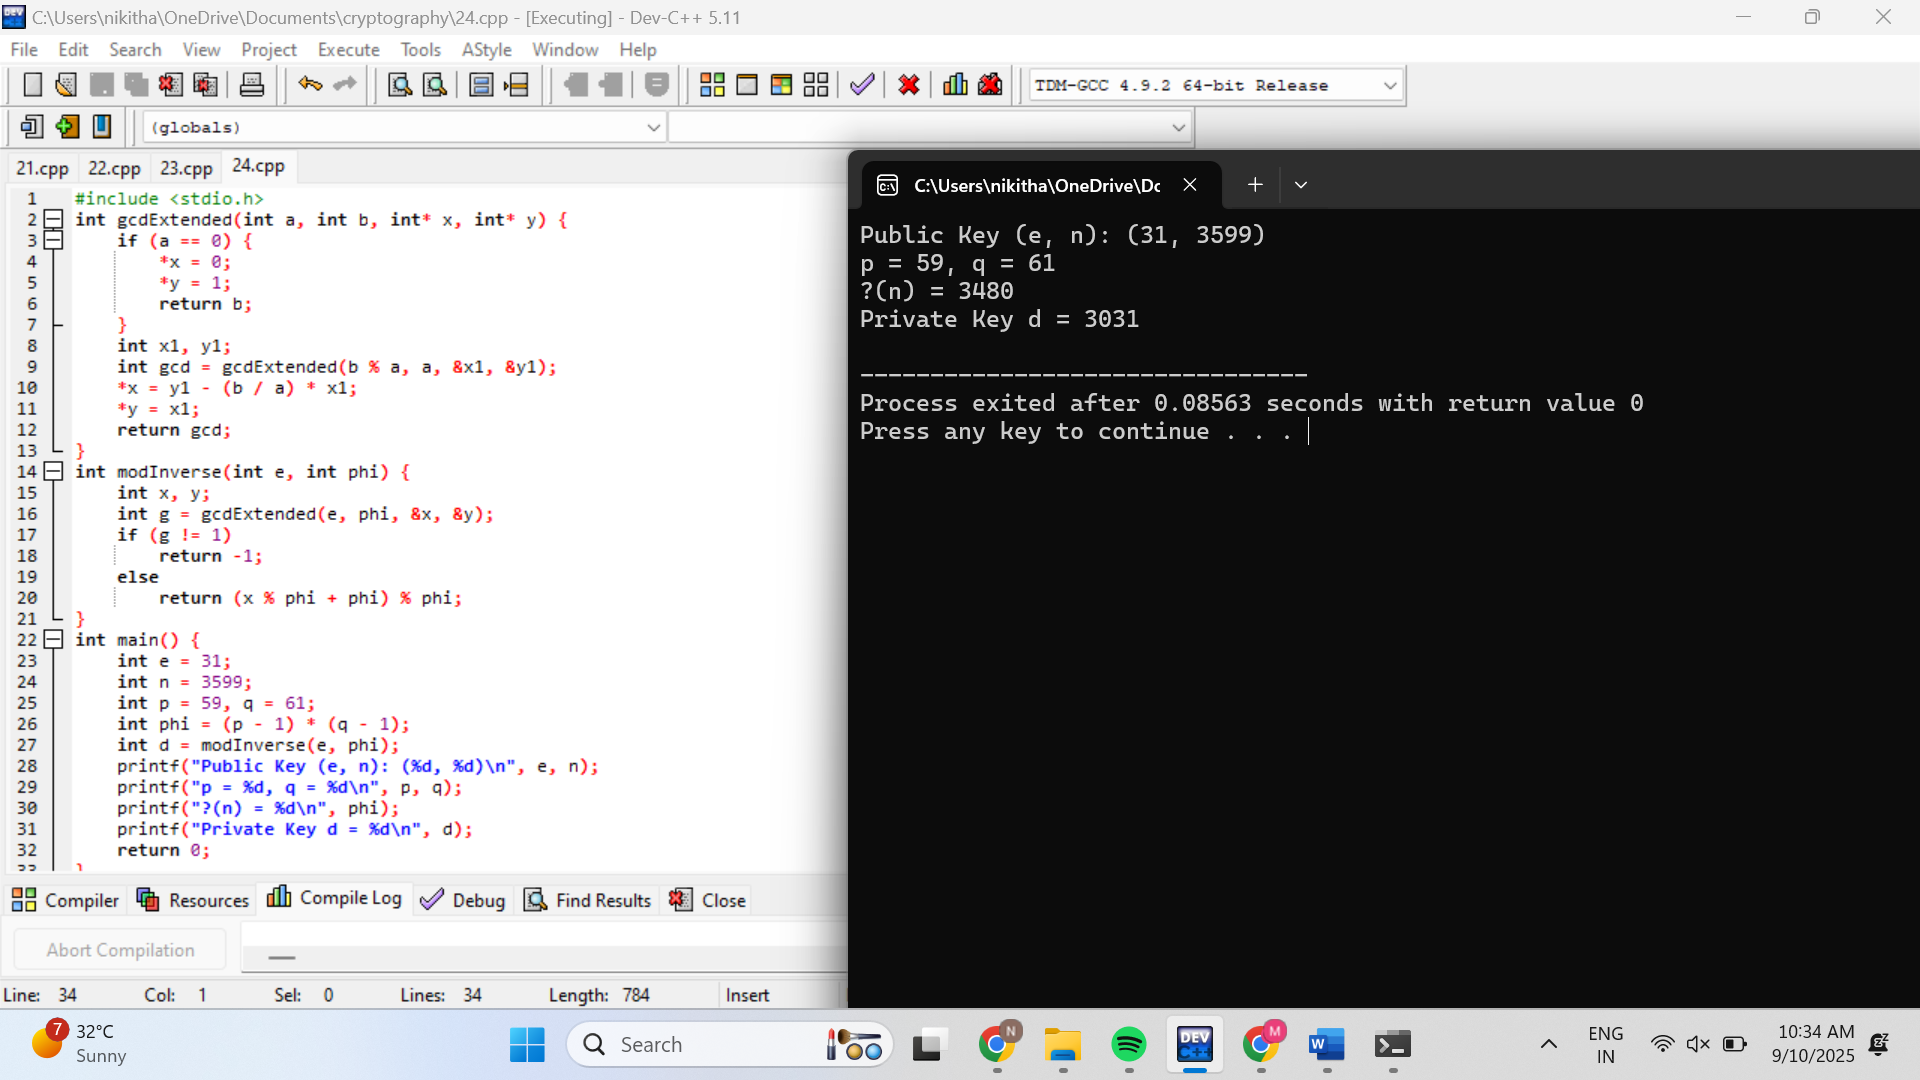 C:\Users\nikitha\OneDrive\Documents\cryptography\24.cpp - [Executing] - Dev-C++ 5.11
File Edit Search View Project Execute Tools AStyle Window Help
TDM-GCC 4.9.2 64-bit Release
(globals)
21.cpp 22.cpp 23.cpp 24.cpp
1 #include <stdio.h>
2 int gcdExtended(int a, int b, int* x, int* y) {
3 if (a == 0) {
4 *x = 0;
5 *y = 1;
6 return b;
7 }
8 int x1, y1;
9 int gcd = gcdExtended(b % a, a, &x1, &y1);
10 *x = y1 - (b / a) * x1;
11 *y = x1;
12 return gcd;
13 }
14 int modInverse(int e, int phi) {
15 int x, y;
16 int g = gcdExtended(e, phi, &x, &y);
17 if (g != 1)
18 return -1;
19 else
20 return (x % phi + phi) % phi;
21 }
22 int main() {
23 int e = 31;
24 int n = 3599;
25 int p = 59, q = 61;
26 int phi = (p - 1) * (q - 1);
27 int d = modInverse(e, phi);
28 printf("Public Key (e, n): (%d, %d)\n", e, n);
29 printf("p = %d, q = %d\n", p, q);
30 printf("?(n) = %d\n", phi);
31 printf("Private Key d = %d\n", d);
32 return 0;
33 }
C:\Users\nikitha\OneDrive\Dc
Public Key (e, n): (31, 3599)
p = 59, q = 61
?(n) = 3480
Private Key d = 3031
--------------------------------
Process exited after 0.08563 seconds with return value 0
Press any key to continue . . .
Compiler Resources Compile Log Debug Find Results Close
Abort Compilation
Line: 34 Col: 1 Sel: 0 Lines: 34 Length: 784 Insert
7 32°C
Sunny
Search
N
DEV C++
M
W
ENG
IN
10:34 AM
9/10/2025